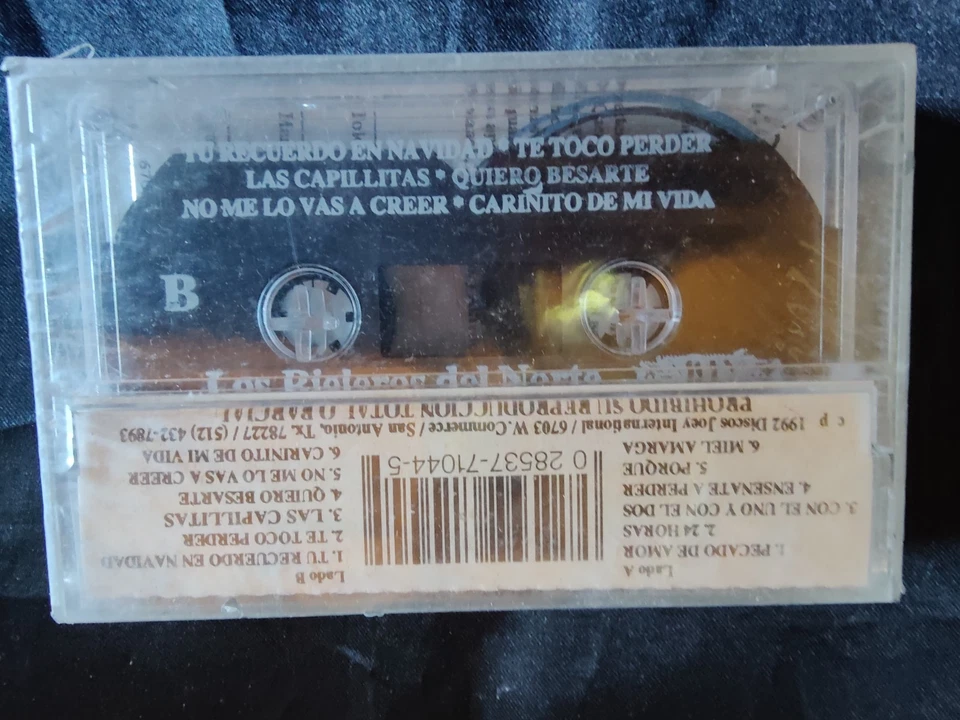 TU RECUERDO EN NAVIDAD * TE TOCO PERDER
LAS CAPILLITAS * QUIERO BESARTE
NO ME LO VAS A CREER * CARIÑITO DE MI VIDA
B
Los Rieleros del Norte
Lado A
1. PECADO DE AMOR
2. 24 HORAS
3. CON EL UNO Y CON EL DOS
4. ENSENATE A PERDER
5. PORQUE
6. MIEL AMARGA
0 28537-71044-5
Lado B
1. TU RECUERDO EN NAVIDAD
2. TE TOCO PERDER
3. LAS CAPILLITAS
4. QUIERO BESARTE
5. NO ME LO VAS A CREER
6. CARINITO DE MI VIDA
c p 1992 Discos Joey International / 6703 W. Commerce / San Antonio, Tx. 78227 / (512) 432-7893
PROHIBIDO SU REPRODUCCION TOTAL O PARCIAL